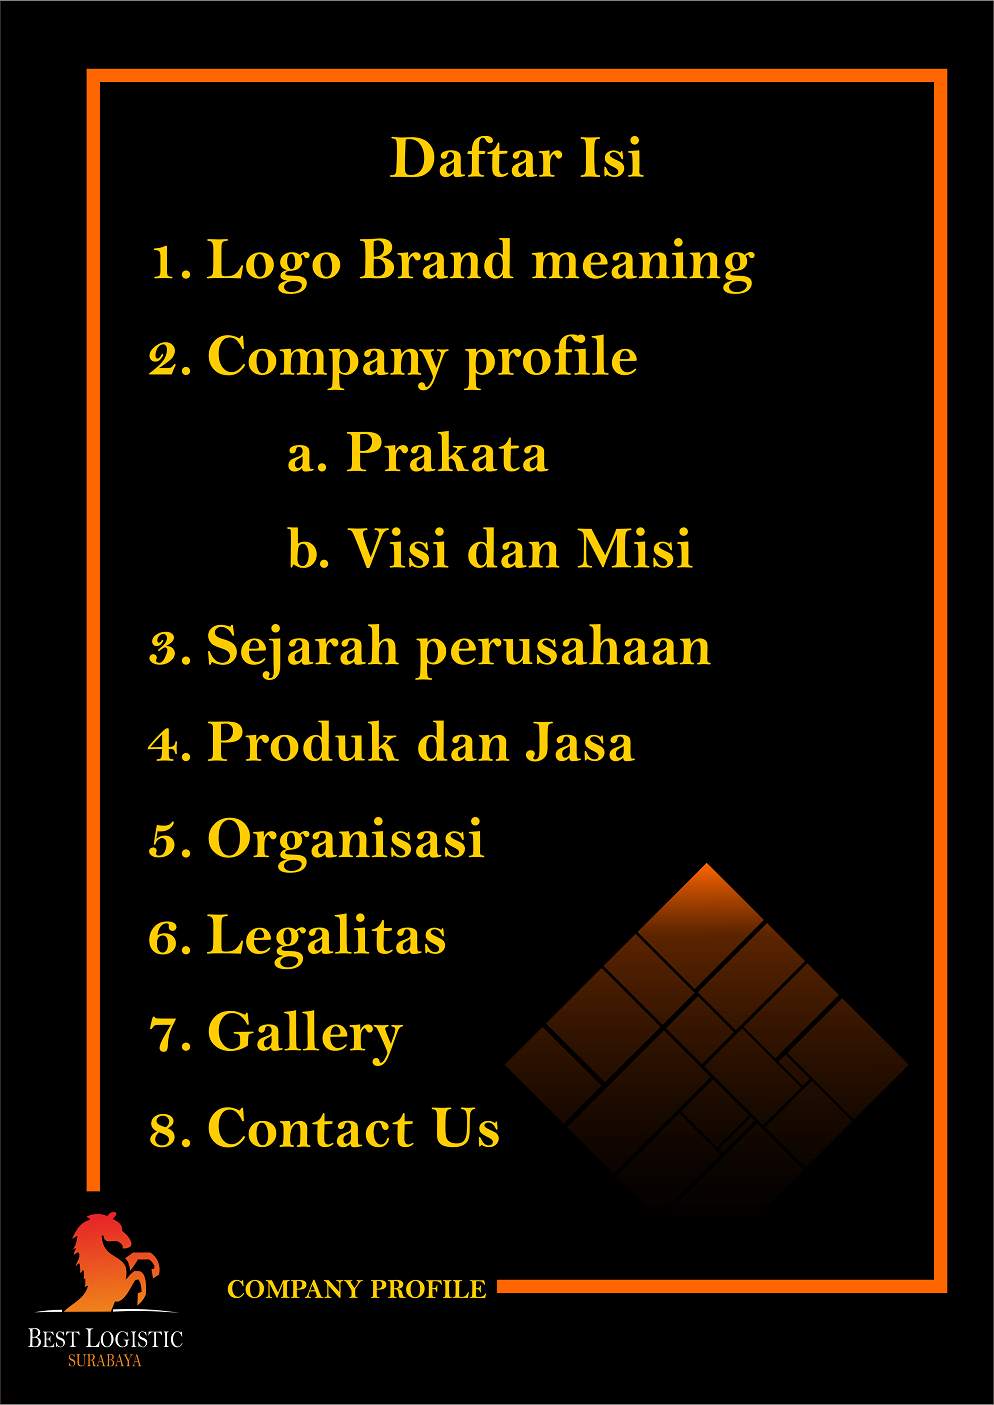 Daftar Isi
1. Logo Brand meaning
2. Company profile
a. Prakata
b. Visi dan Misi
3. Sejarah perusahaan
4. Produk dan Jasa
5. Organisasi
6. Legalitas
7. Gallery
8. Contact Us
COMPANY PROFILE
BEST LOGISTIC
SURABAYA